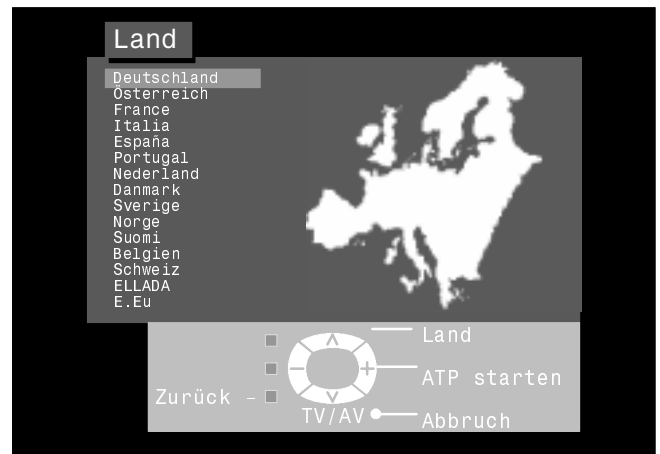 Land
Deutschland
Österreich
France
Italia
España
Portugal
Nederland
Danmark
Sverige
Norge
Suomi
Belgien
Schweiz
ELLADA
E.Eu
Land
ATP starten
Zurück
TV/AV
Abbruch